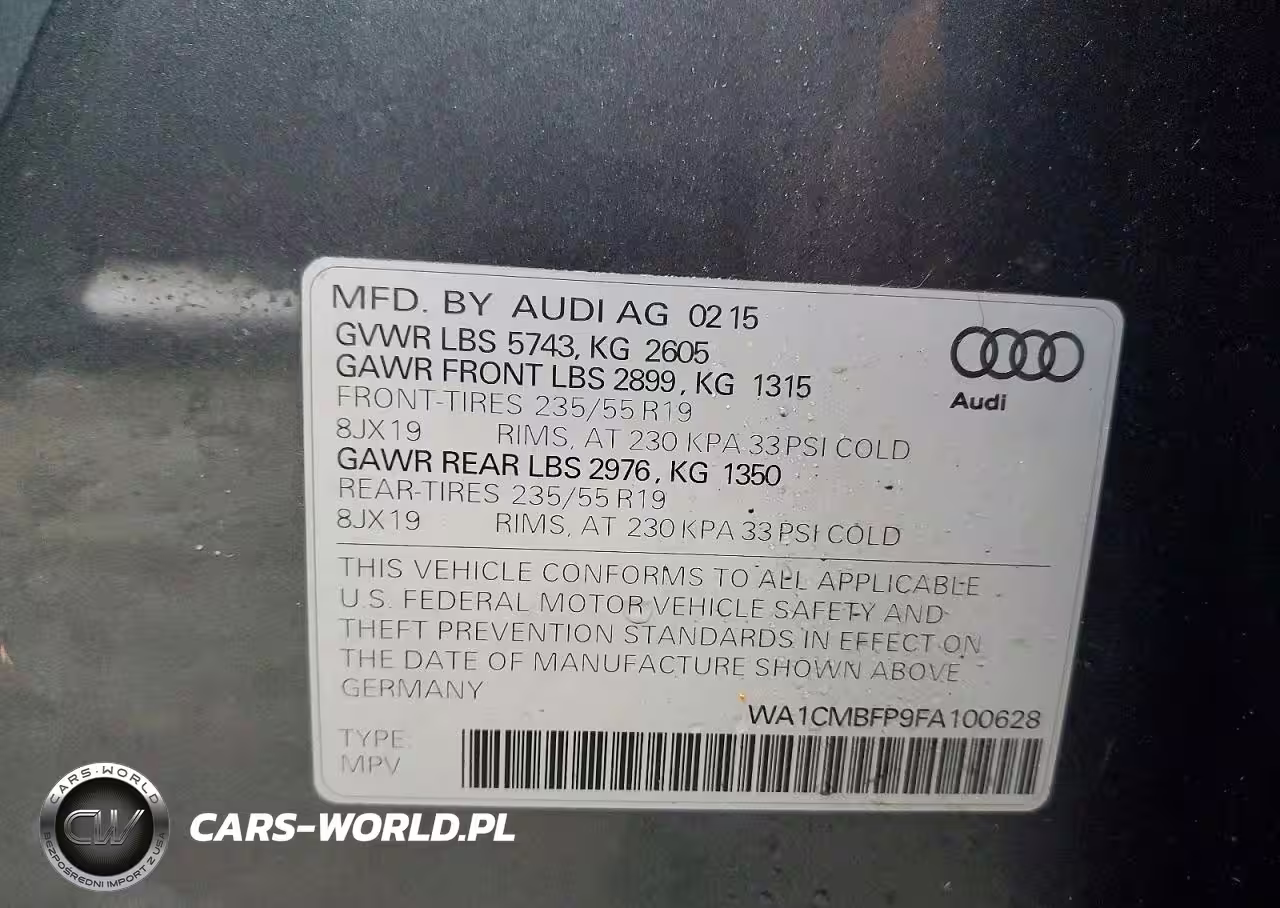 MFD. BY AUDI AG 0215
GVWR LBS 5743, KG 2605
GAWR FRONT LBS 2899, KG 1315
FRONT-TIRES 235/55 R19
8JX19 RIMS, AT 230 KPA 33 PSI COLD
GAWR REAR LBS 2976, KG 1350
REAR-TIRES 235/55 R19
8JX19 RIMS, AT 230 KPA 33 PSI COLD
Audi
THIS VEHICLE CONFORMS TO ALL APPLICABLE
U.S. FEDERAL MOTOR VEHICLE SAFETY AND
THEFT PREVENTION STANDARDS IN EFFECT ON
THE DATE OF MANUFACTURE SHOWN ABOVE
GERMANY
WA1CMBFP9FA100628
TYPE:
MPV
CARS-WORLD
CW
BEZPOŚREDNI IMPORT Z USA
CARS-WORLD.PL